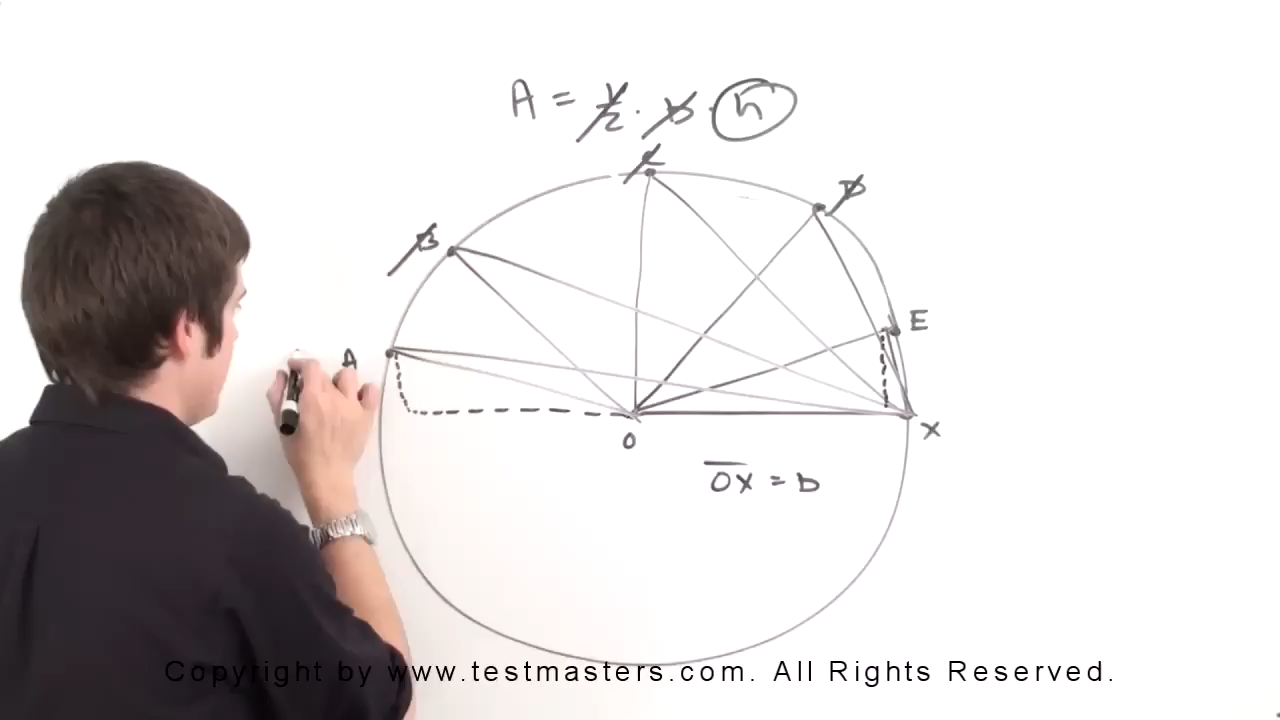 A = 1/2 · b · h
C
D
B
E
A
O
X
OX = b
Copyright by www.testmasters.com. All Rights Reserved.